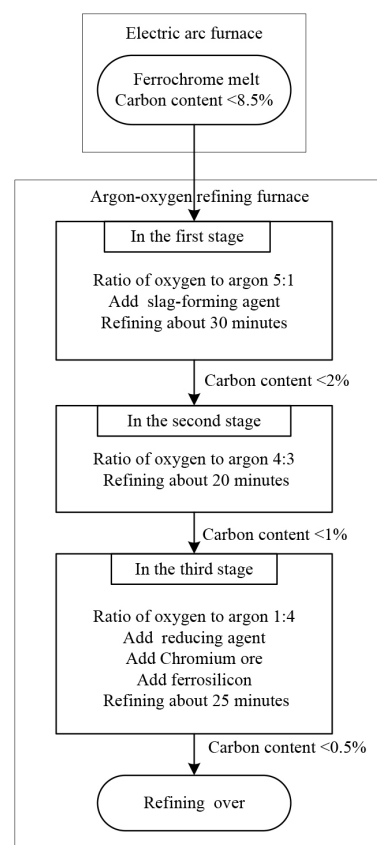 Electric arc furnace
Ferrochrome melt
Carbon content <8.5%
Argon-oxygen refining furnace
In the first stage
Ratio of oxygen to argon 5:1
Add slag-forming agent
Refining about 30 minutes
Carbon content <2%
In the second stage
Ratio of oxygen to argon 4:3
Refining about 20 minutes
Carbon content <1%
In the third stage
Ratio of oxygen to argon 1:4
Add reducing agent
Add Chromium ore
Add ferrosilicon
Refining about 25 minutes
Carbon content <0.5%
Refining over